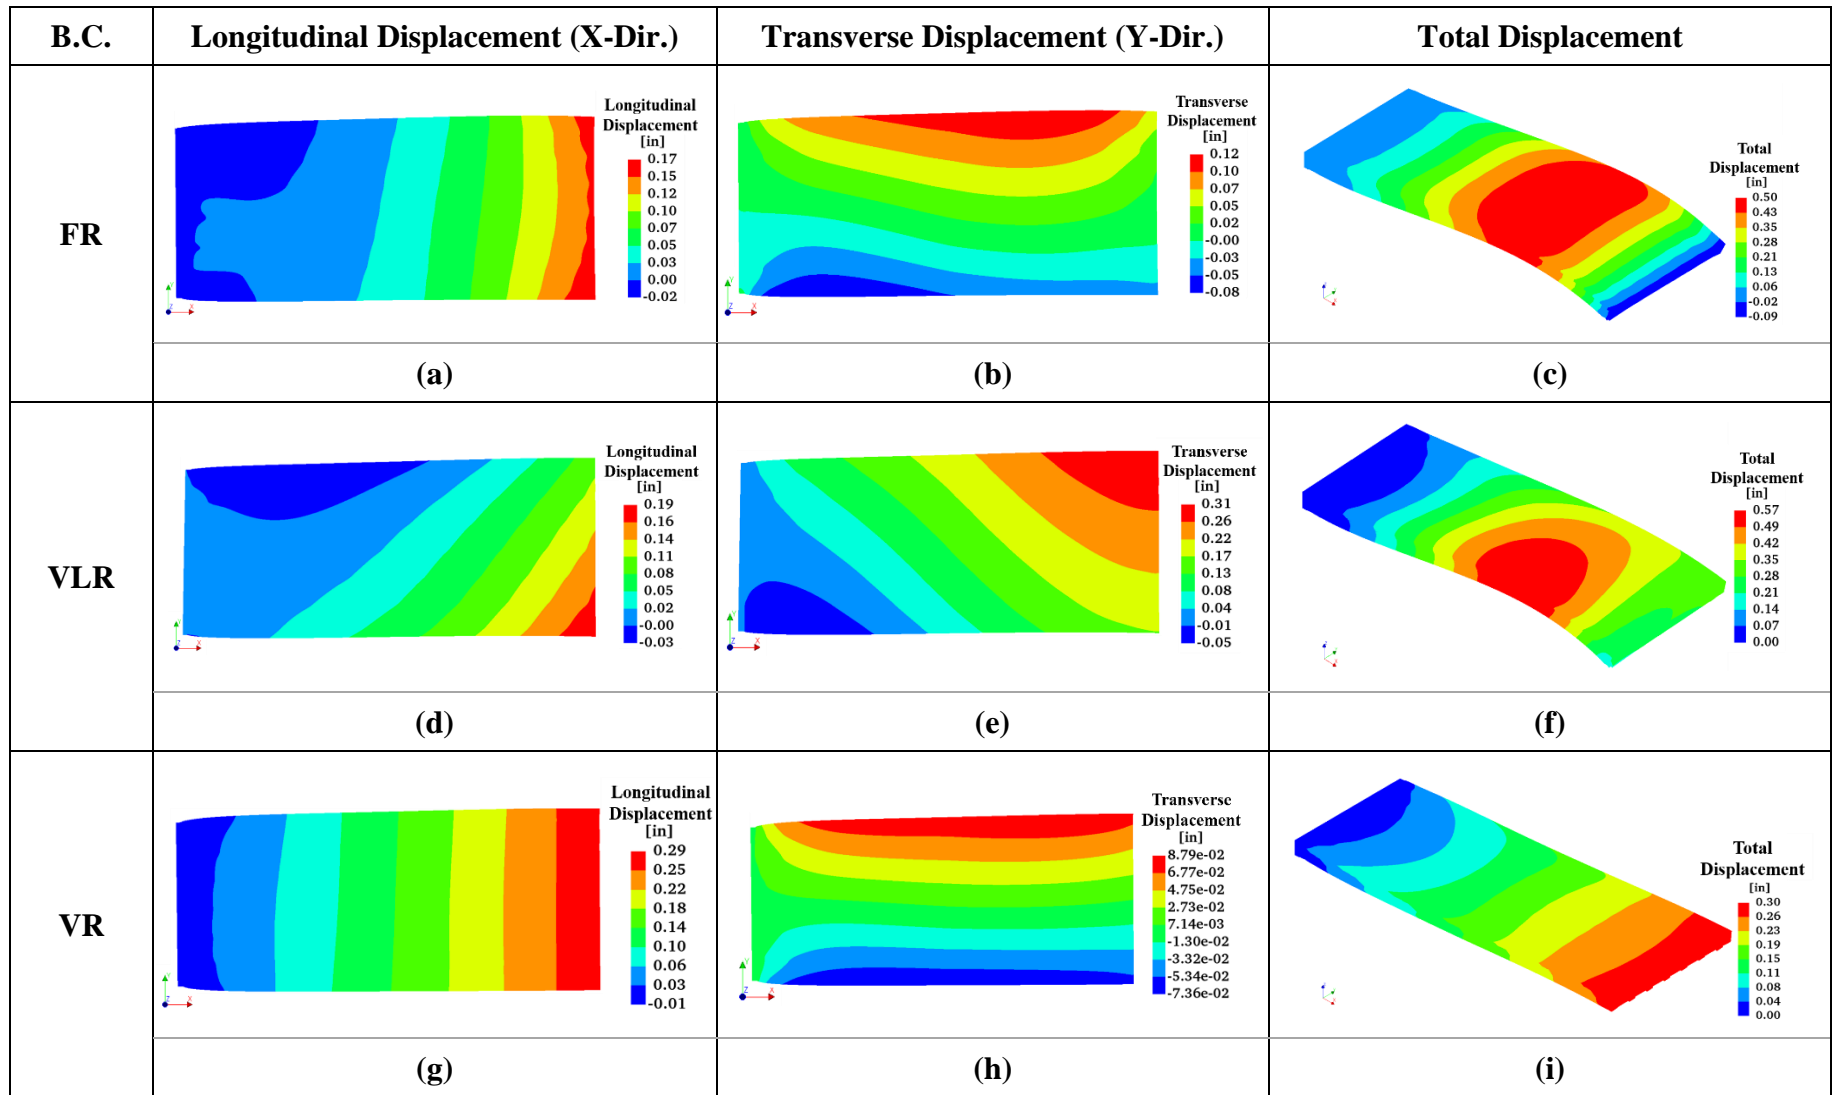 B.C.
Longitudinal Displacement (X-Dir.)
Transverse Displacement (Y-Dir.)
Total Displacement
FR
Longitudinal
Displacement
[in]
0.17
0.15
0.12
0.10
0.07
0.05
0.03
0.00
-0.02
Transverse
Displacement
[in]
0.12
0.10
0.07
0.05
0.02
-0.00
-0.03
-0.05
-0.08
Total
Displacement
[in]
0.50
0.43
0.35
0.28
0.21
0.13
0.06
-0.02
-0.09
(a)
(b)
(c)
VLR
Longitudinal
Displacement
[in]
0.19
0.16
0.14
0.11
0.08
0.05
0.02
-0.00
-0.03
Transverse
Displacement
[in]
0.31
0.26
0.22
0.17
0.13
0.08
0.04
-0.01
-0.05
Total
Displacement
[in]
0.57
0.49
0.42
0.35
0.28
0.21
0.14
0.07
0.00
(d)
(e)
(f)
VR
Longitudinal
Displacement
[in]
0.29
0.25
0.22
0.18
0.14
0.10
0.06
0.03
-0.01
Transverse
Displacement
[in]
8.79e-02
6.77e-02
4.75e-02
2.73e-02
7.14e-03
-1.30e-02
-3.32e-02
-5.34e-02
-7.36e-02
Total
Displacement
[in]
0.30
0.26
0.23
0.19
0.15
0.11
0.08
0.04
0.00
(g)
(h)
(i)